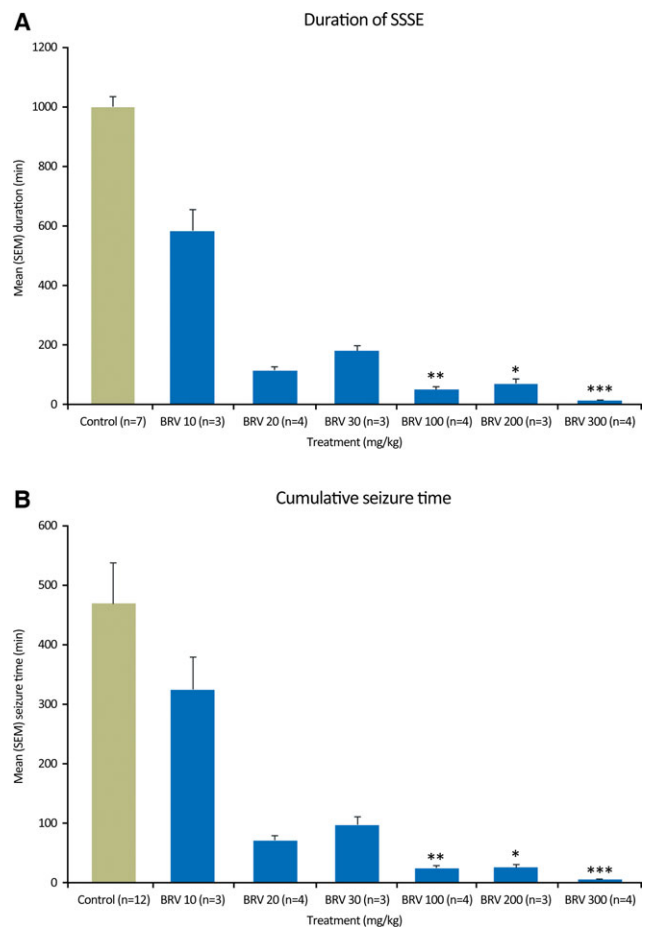 A
Duration of SSSE
Mean (SEM) duration (min)
1200
1000
800
600
400
200
0
** * ***
Control (n=7) BRV 10 (n=3) BRV 20 (n=4) BRV 30 (n=3) BRV 100 (n=4) BRV 200 (n=3) BRV 300 (n=4)
Treatment (mg/kg)
B
Cumulative seizure time
Mean (SEM) seizure time (min)
600
500
400
300
200
100
0
** * ***
Control (n=12) BRV 10 (n=3) BRV 20 (n=4) BRV 30 (n=3) BRV 100 (n=4) BRV 200 (n=3) BRV 300 (n=4)
Treatment (mg/kg)